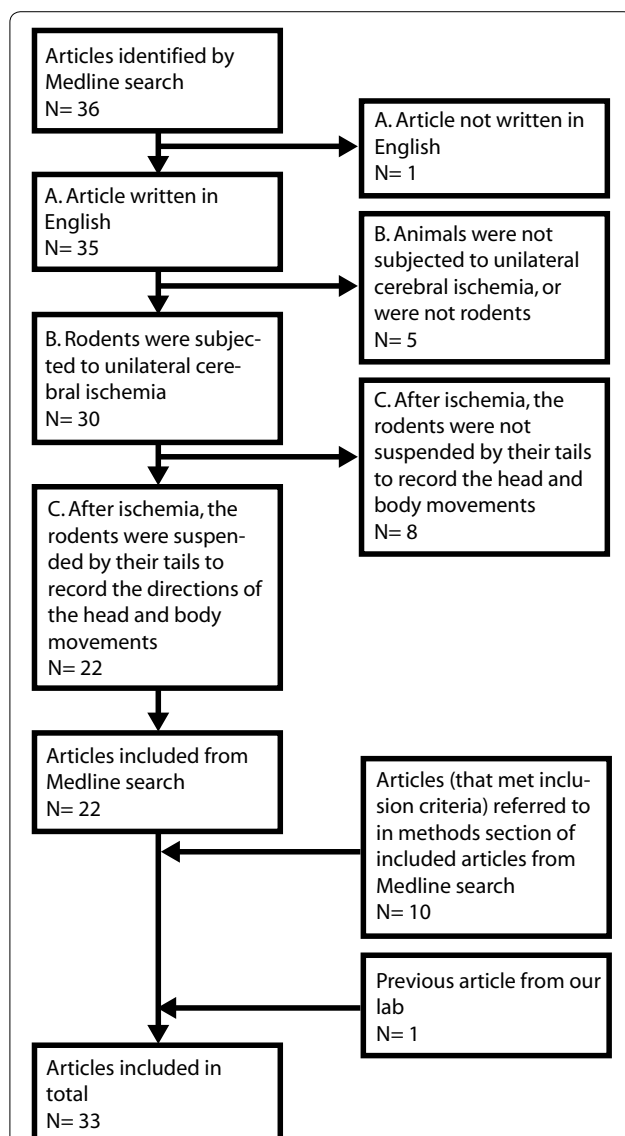 Articles identified by
Medline search
N= 36
A. Article not written in
English
N= 1
A. Article written in
English
N= 35
B. Animals were not
subjected to unilateral
cerebral ischemia, or
were not rodents
N= 5
B. Rodents were subjec-
ted to unilateral cere-
bral ischemia
N= 30
C. After ischemia, the
rodents were not
suspended by their tails
to record the head and
body movements
N= 8
C. After ischemia, the
rodents were suspen-
ded by their tails to
record the directions of
the head and body
movements
N= 22
Articles included from
Medline search
N= 22
Articles (that met inclu-
sion criteria) referred to
in methods section of
included articles from
Medline search
N= 10
Previous article from our
lab
N= 1
Articles included in
total
N= 33